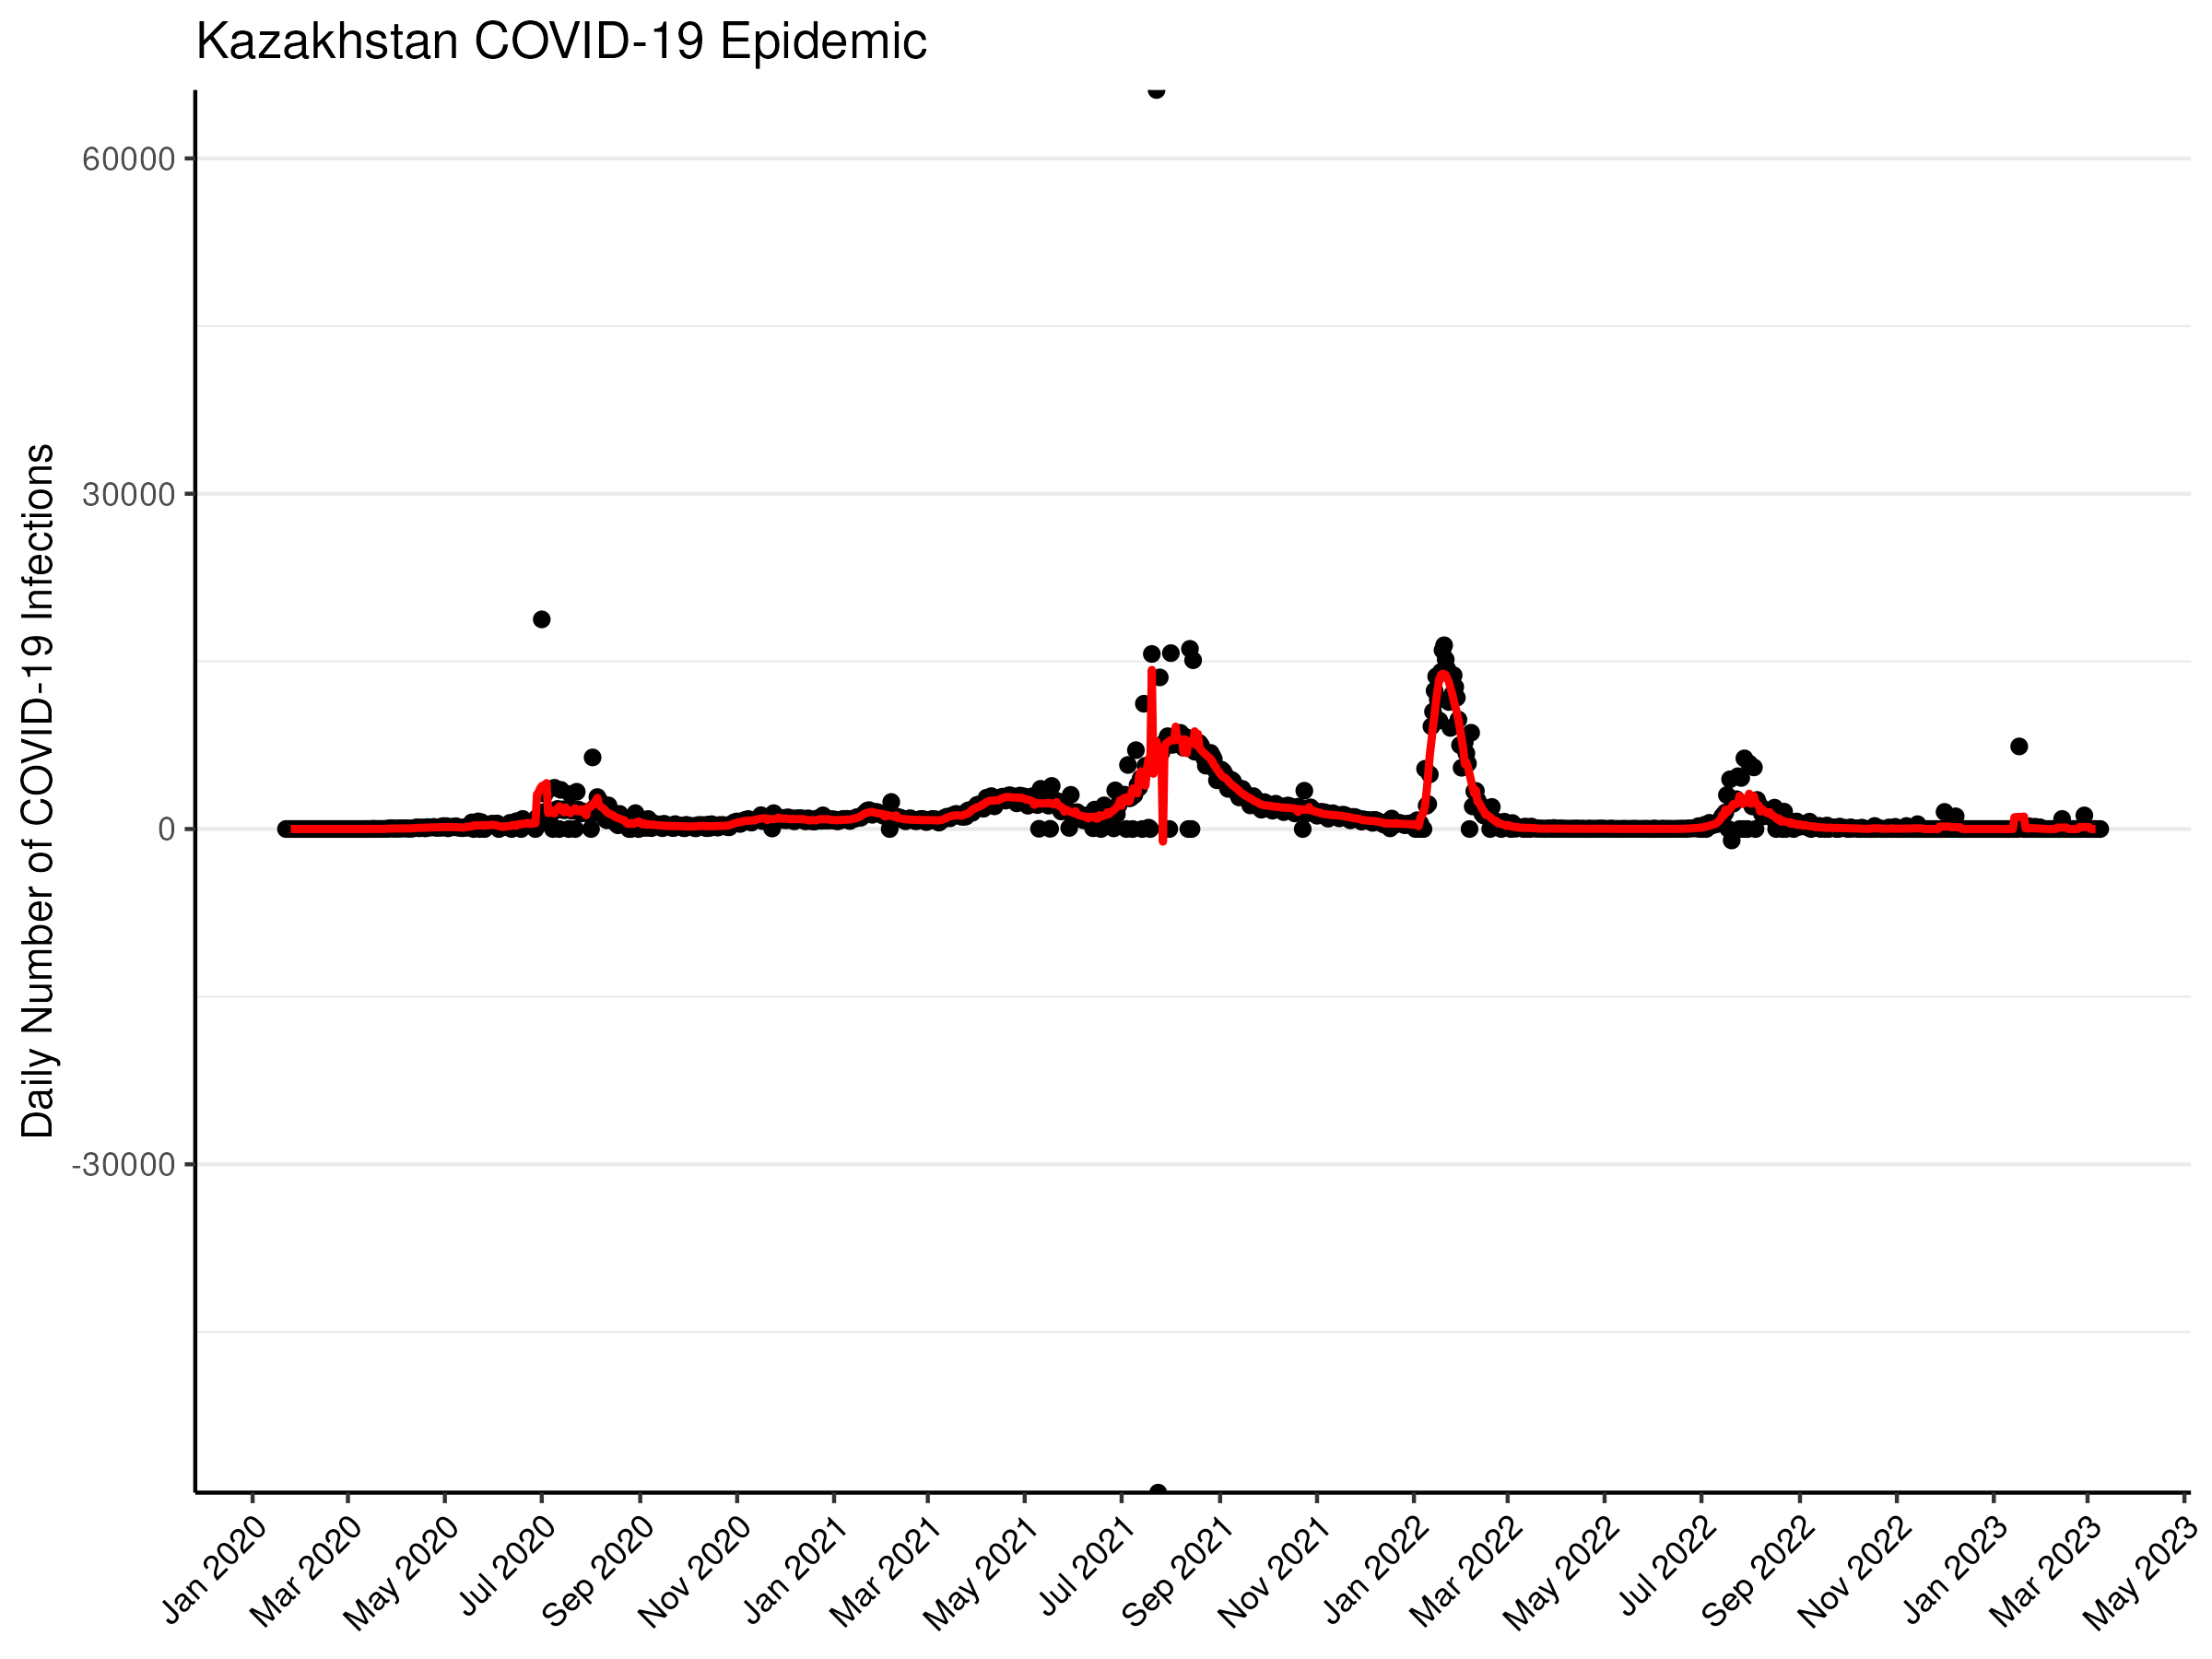 Kazakhstan COVID-19 Epidemic
Daily Number of COVID-19 Infections
60000
30000
0
-30000
Jan 2020
Mar 2020
May 2020
Jul 2020
Sep 2020
Nov 2020
Jan 2021
Mar 2021
May 2021
Jul 2021
Sep 2021
Nov 2021
Jan 2022
Mar 2022
May 2022
Jul 2022
Sep 2022
Nov 2022
Jan 2023
Mar 2023
May 2023